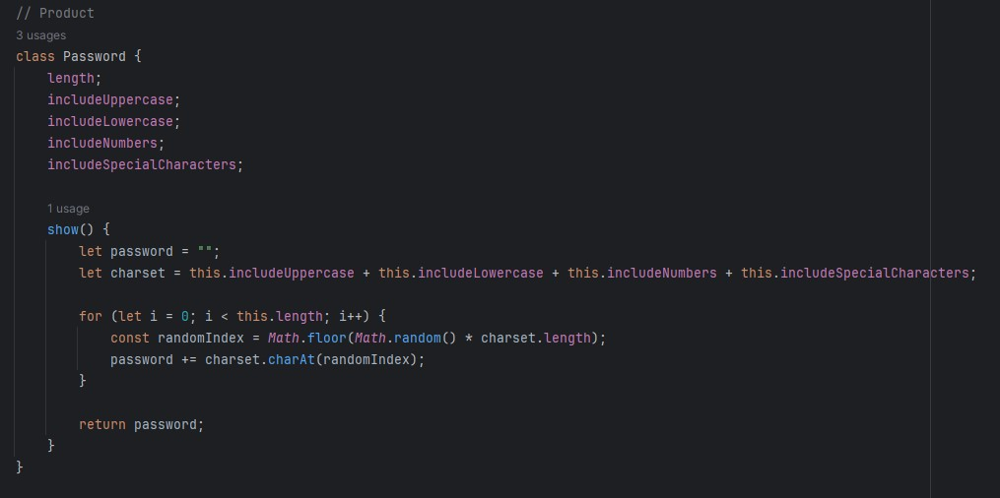 // Product
3 usages
class Password {
    length;
    includeUppercase;
    includeLowercase;
    includeNumbers;
    includeSpecialCharacters;

    1 usage
    show() {
        let password = "";
        let charset = this.includeUppercase + this.includeLowercase + this.includeNumbers + this.includeSpecialCharacters;

        for (let i = 0; i < this.length; i++) {
            const randomIndex = Math.floor(Math.random() * charset.length);
            password += charset.charAt(randomIndex);
        }

        return password;
    }
}